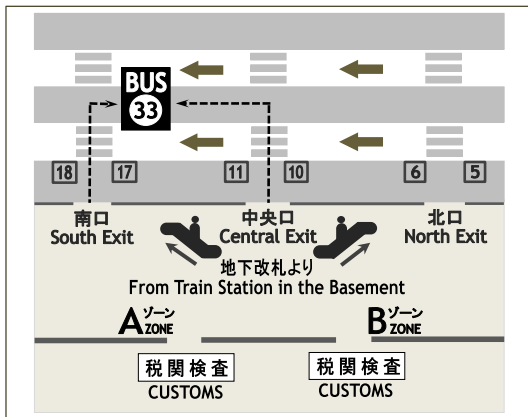 BUS
33
18
17
11
10
6
5
南口
South Exit
中央口
Central Exit
北口
North Exit
地下改札より
From Train Station in the Basement
A ゾーン
ZONE
B ゾーン
ZONE
税関検査
CUSTOMS
税関検査
CUSTOMS